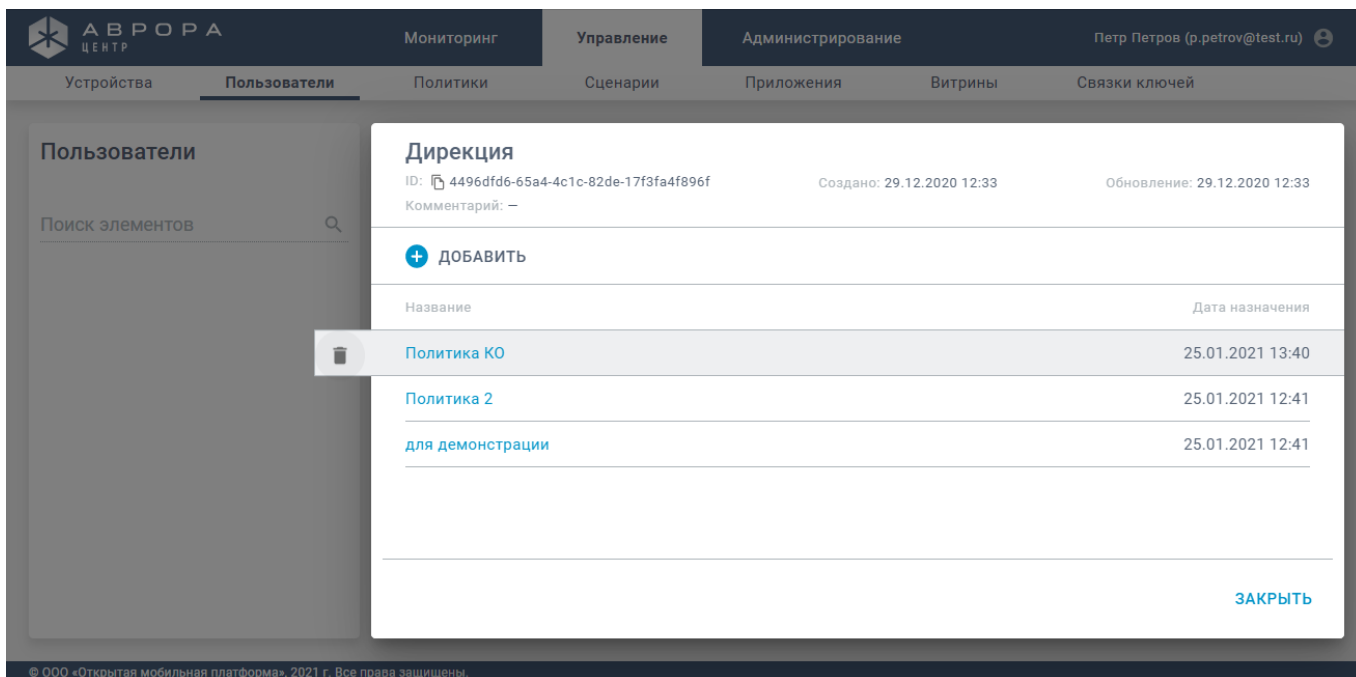 АВРОРА
ЦЕНТР
Мониторинг Управление Администрирование Петр Петров (p.petrov@test.ru)
Устройства Пользователи Политики Сценарии Приложения Витрины Связки ключей
Пользователи
Поиск элементов
Дирекция
ID: 4496dfd6-65a4-4c1c-82de-17f3fa4f896f Создано: 29.12.2020 12:33 Обновление: 29.12.2020 12:33
Комментарий: —
ДОБАВИТЬ
Название Дата назначения
Политика КО 25.01.2021 13:40
Политика 2 25.01.2021 12:41
для демонстрации 25.01.2021 12:41
ЗАКРЫТЬ
© ООО «Открытая мобильная платформа», 2021 г. Все права защищены.